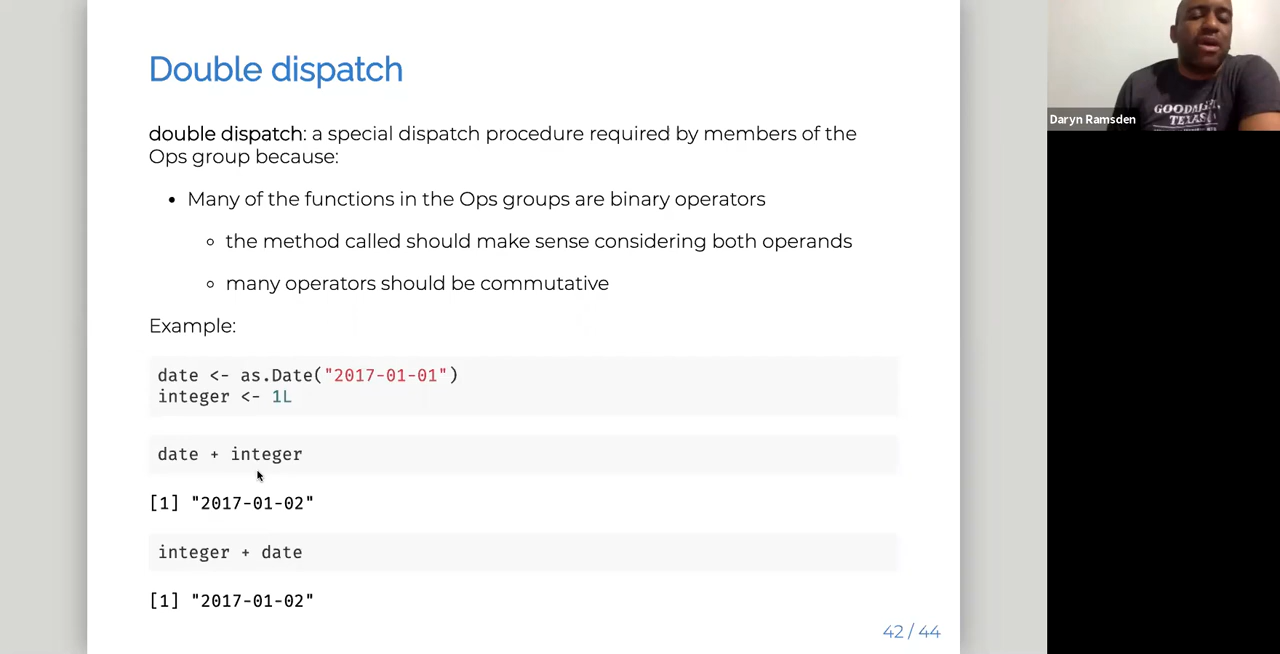 Double dispatch
double dispatch: a special dispatch procedure required by members of the
Ops group because:
• Many of the functions in the Ops groups are binary operators
◦ the method called should make sense considering both operands
◦ many operators should be commutative
Example:
date <- as.Date("2017-01-01")
integer <- 1L
date + integer
[1] "2017-01-02"
integer + date
[1] "2017-01-02"
42 / 44
Daryn Ramsden
TEXAS